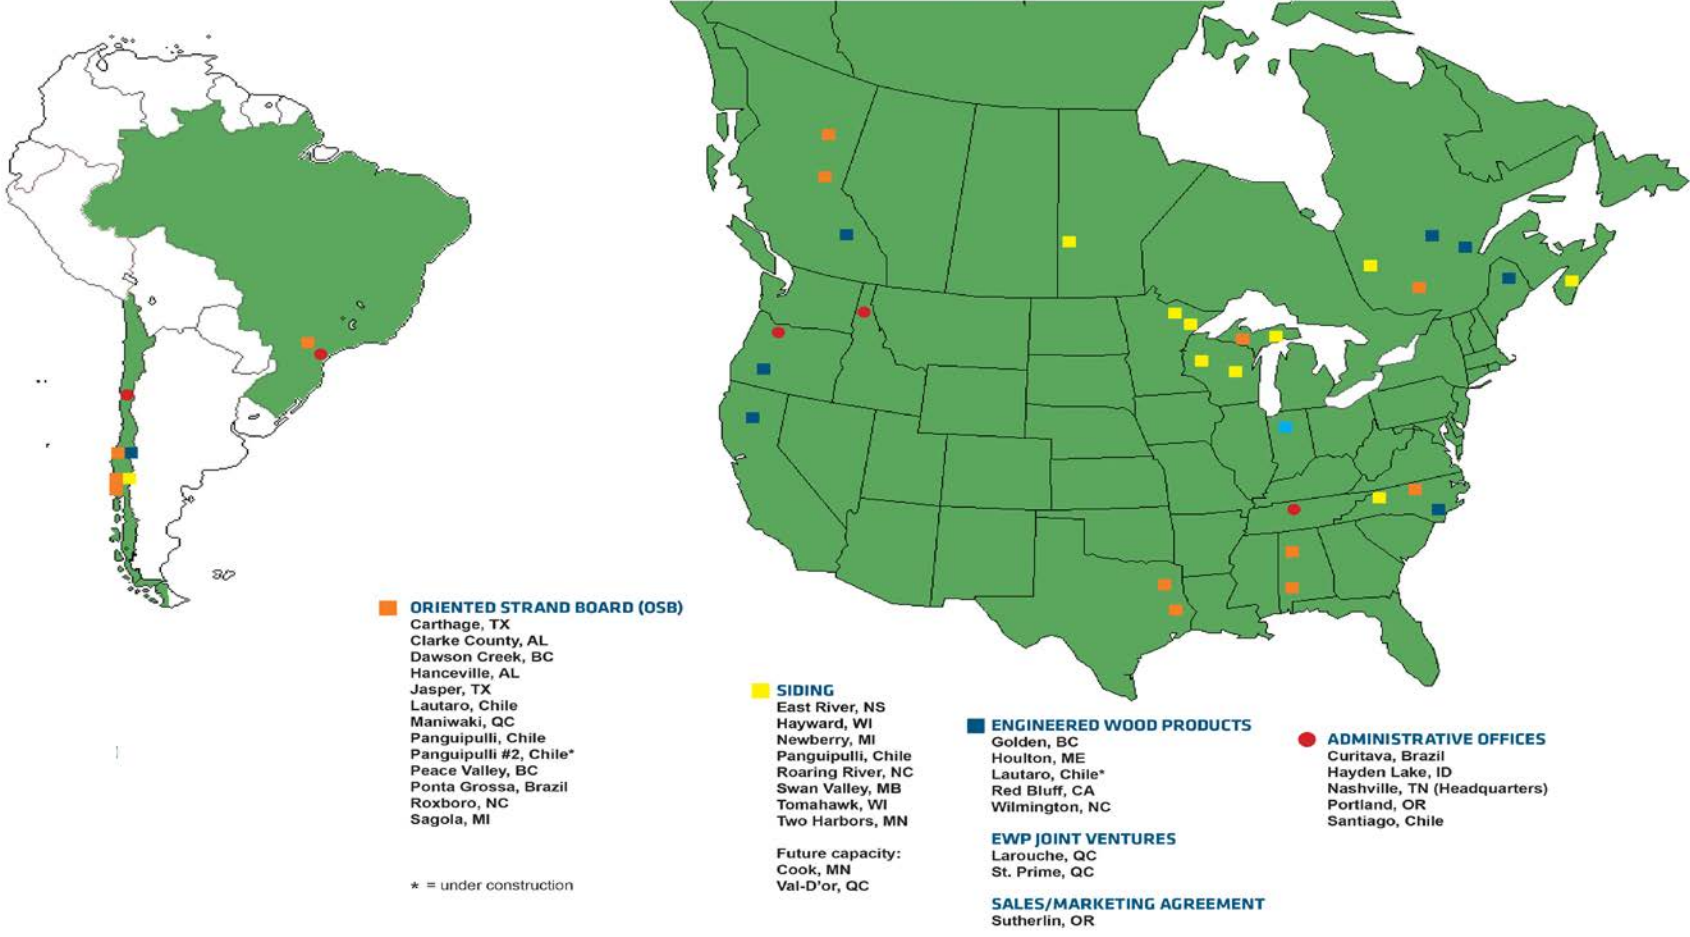 ORIENTED STRAND BOARD (OSB)
Carthage, TX
Clarke County, AL
Dawson Creek, BC
Hanceville, AL
Jasper, TX
Lautaro, Chile
Maniwaki, QC
Panguipulli, Chile
Panguipulli #2, Chile*
Peace Valley, BC
Ponta Grossa, Brazil
Roxboro, NC
Sagola, MI
* = under construction
SIDING
East River, NS
Hayward, WI
Newberry, MI
Panguipulli, Chile
Roaring River, NC
Swan Valley, MB
Tomahawk, WI
Two Harbors, MN
Future capacity:
Cook, MN
Val-D'or, QC
ENGINEERED WOOD PRODUCTS
Golden, BC
Houlton, ME
Lautaro, Chile*
Red Bluff, CA
Wilmington, NC
EWP JOINT VENTURES
Larouche, QC
St. Prime, QC
SALES/MARKETING AGREEMENT
Sutherlin, OR
ADMINISTRATIVE OFFICES
Curitava, Brazil
Hayden Lake, ID
Nashville, TN (Headquarters)
Portland, OR
Santiago, Chile